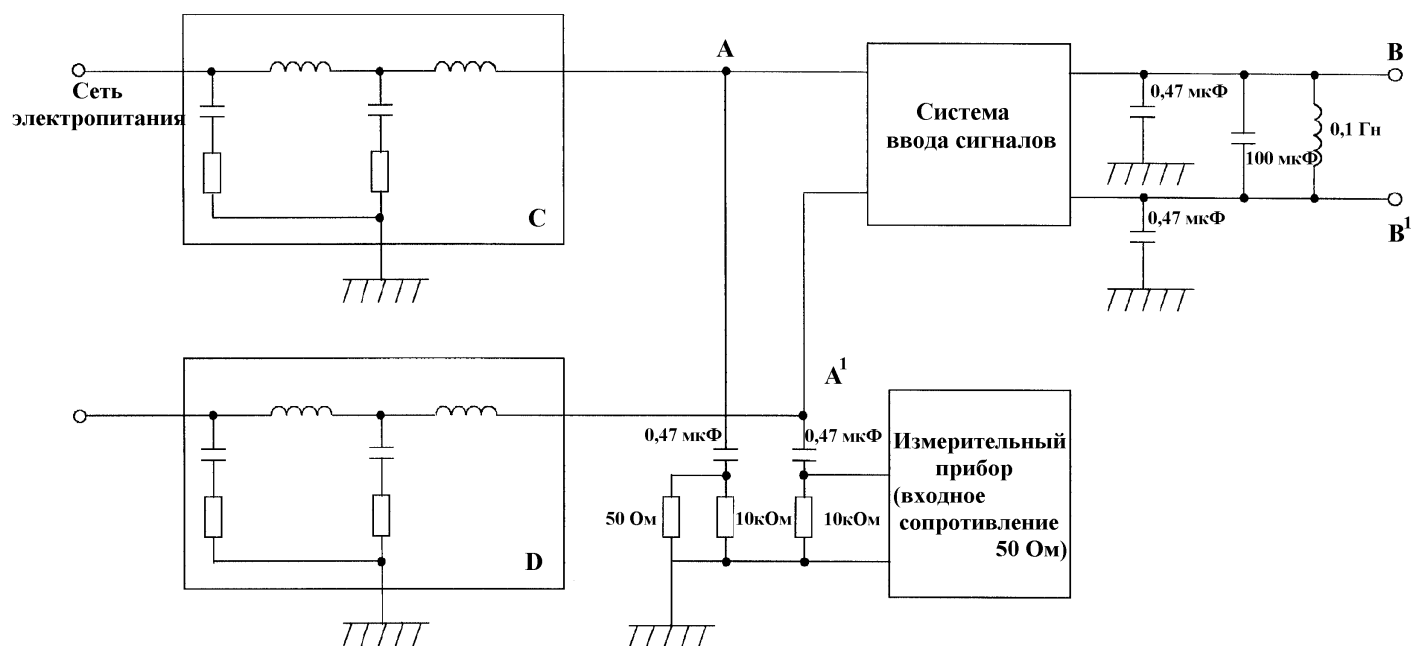 Сеть
электропитания
C
A
Система
ввода сигналов
0,47 мкФ
100 мкФ
0,1 Гн
B
0,47 мкФ
B¹
D
A¹
0,47 мкФ
0,47 мкФ
50 Ом
10кОм
10кОм
Измерительный
прибор
(входное
сопротивление
50 Ом)